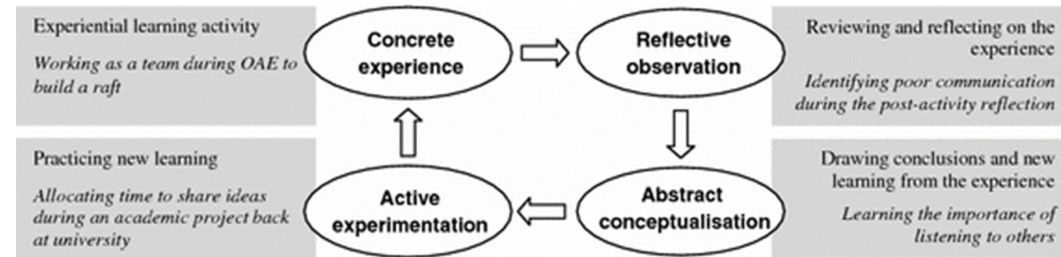 Experiential learning activity
Working as a team during OAE to
build a raft
Concrete
experience
Reflective
observation
Reviewing and reflecting on the
experience
Identifying poor communication
during the post-activity reflection
Practicing new learning
Allocating time to share ideas
during an academic project back
at university
Active
experimentation
Abstract
conceptualisation
Drawing conclusions and new
learning from the experience
Learning the importance of
listening to others